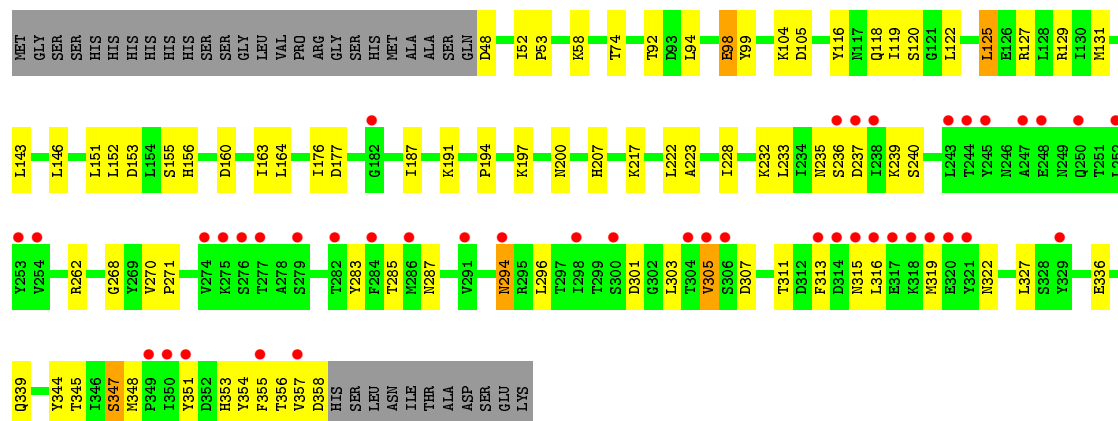 MET GLY SER SER HIS HIS HIS HIS HIS HIS SER SER GLY LEU VAL PRO ARG GLY SER HIS MET ALA ALA SER GLN D48 I52 P53 K58 T74 T92 D93 L94 E98 Y99 K104 D105 Y116 N117 Q118 I119 S120 G121 L122 L125 E126 R127 L128 R129 I130 M131
L143 L146 L151 L152 D153 L154 S155 H156 D160 I163 L164 I176 D177 G182 I187 K191 P194 K197 N200 H207 K217 L222 A223 I228 K232 L233 I234 N235 S236 D237 I238 K239 S240 L243 T244 Y245 N246 A247 E248 N249 Q250 T251 L252
Y253 V254 R262 G268 Y269 V270 P271 V274 K275 S276 T277 A278 S279 T282 Y283 F284 T285 M286 N287 V291 N294 R295 L296 T297 I298 T299 S300 D301 G302 L303 T304 V305 S306 D307 T311 D312 F313 D314 N315 L316 E317 K318 M319 E320 Y321 N322 L327 S328 Y329 E336
Q339 Y344 T345 I346 S347 M348 P349 I350 Y351 D352 H353 Y354 F355 T356 V357 D358 HIS SER LEU ASN ILE THR ALA ASP SER GLU LYS